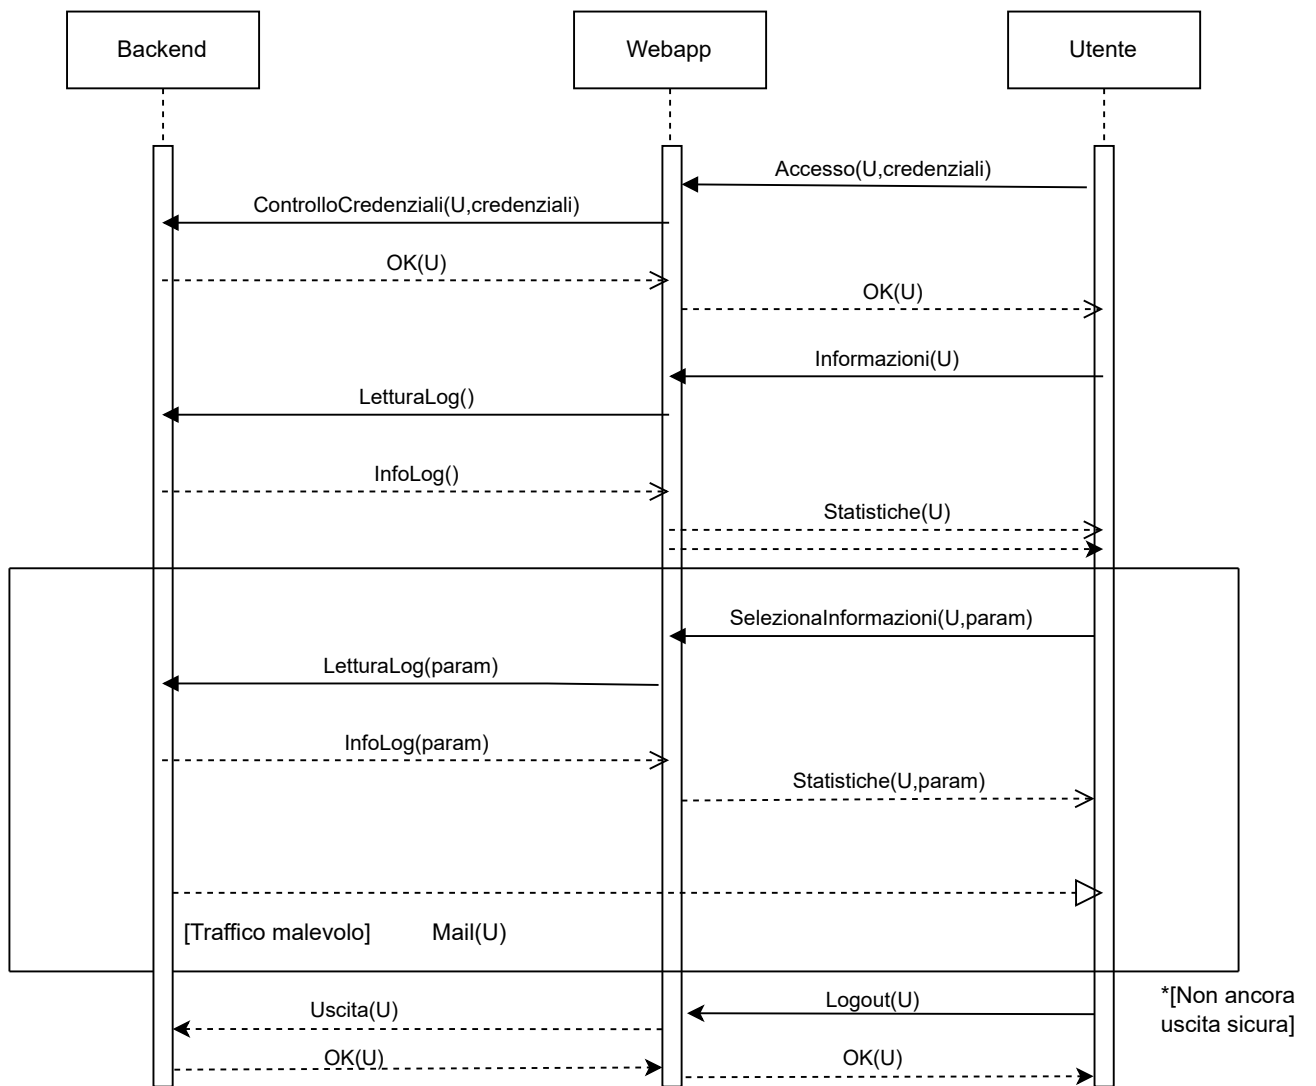 Backend
Webapp
Utente
Accesso(U,credenziali)
ControlloCredenziali(U,credenziali)
OK(U)
OK(U)
Informazioni(U)
LetturaLog()
InfoLog()
Statistiche(U)
SelezionaInformazioni(U,param)
LetturaLog(param)
InfoLog(param)
Statistiche(U,param)
[Traffico malevolo]
Mail(U)
*[Non ancora
uscita sicura]
Logout(U)
Uscita(U)
OK(U)
OK(U)